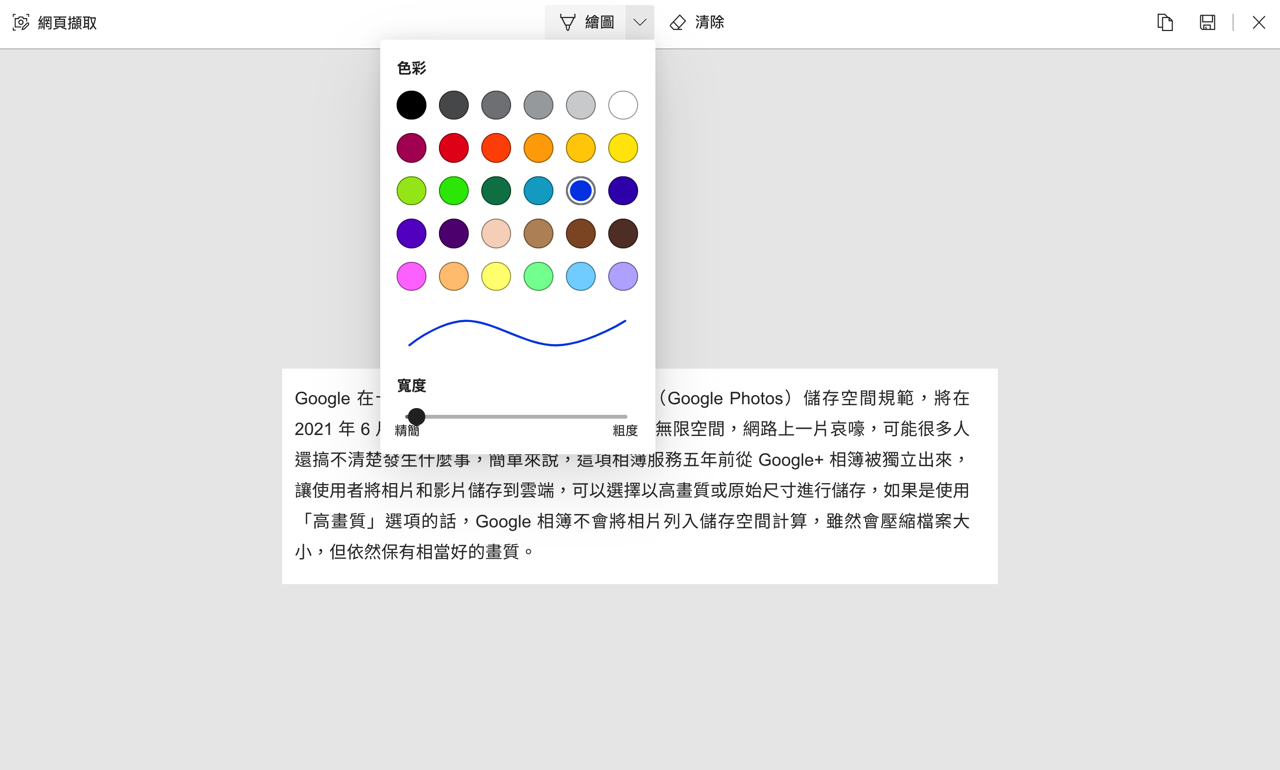 網頁擷取
繪圖
清除
色彩
寬度
精簡
粗度
Google 在
（Google Photos）儲存空間規範，將在
2021 年 6
無限空間，網路上一片哀嚎，可能很多人
還搞不清楚發生什麼事，簡單來說，這項相簿服務五年前從 Google+ 相簿被獨立出來，
讓使用者將相片和影片儲存到雲端，可以選擇以高畫質或原始尺寸進行儲存，如果是使用
「高畫質」選項的話，Google 相簿不會將相片列入儲存空間計算，雖然會壓縮檔案大
小，但依然保有相當好的畫質。